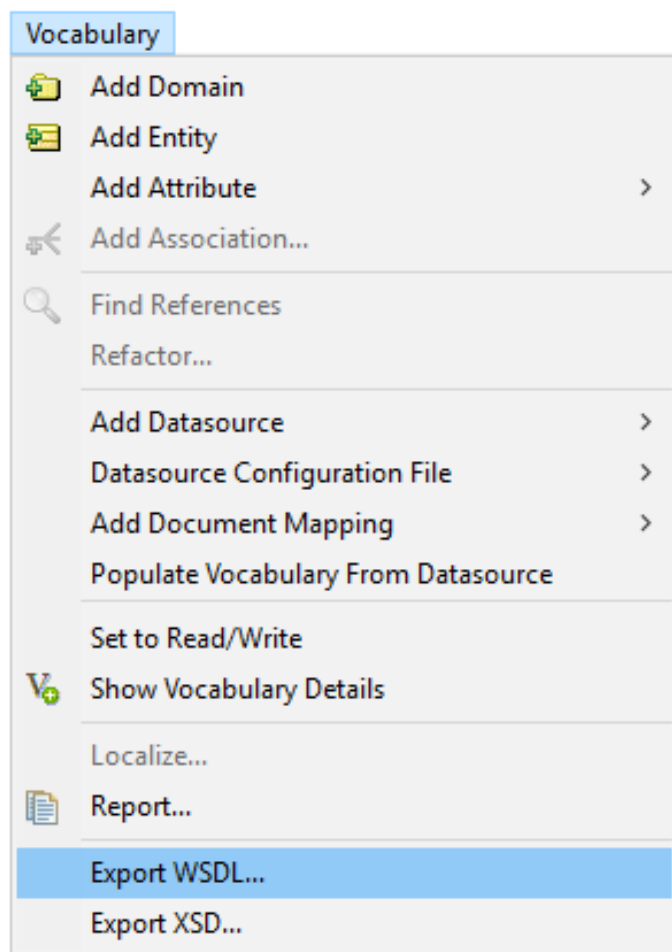 Vocabulary
Add Domain
Add Entity
Add Attribute
Add Association...
Find References
Refactor...
Add Datasource
Datasource Configuration File
Add Document Mapping
Populate Vocabulary From Datasource
Set to Read/Write
Show Vocabulary Details
Localize...
Report...
Export WSDL...
Export XSD...